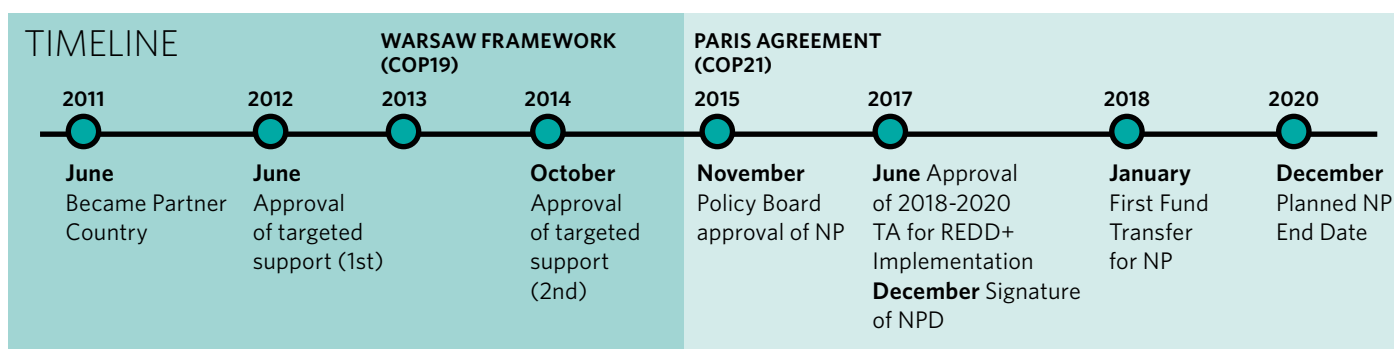 TIMELINE
WARSAW FRAMEWORK
(COP19)
PARIS AGREEMENT
(COP21)
2011
2012
2013
2014
2015
2017
2018
2020
June
Became Partner
Country
June
Approval
of targeted
support (1st)
October
Approval
of targeted
support
(2nd)
November
Policy Board
approval of NP
June Approval
of 2018-2020
TA for REDD+
Implementation
December Signature
of NPD
January
First Fund
Transfer
for NP
December
Planned NP
End Date